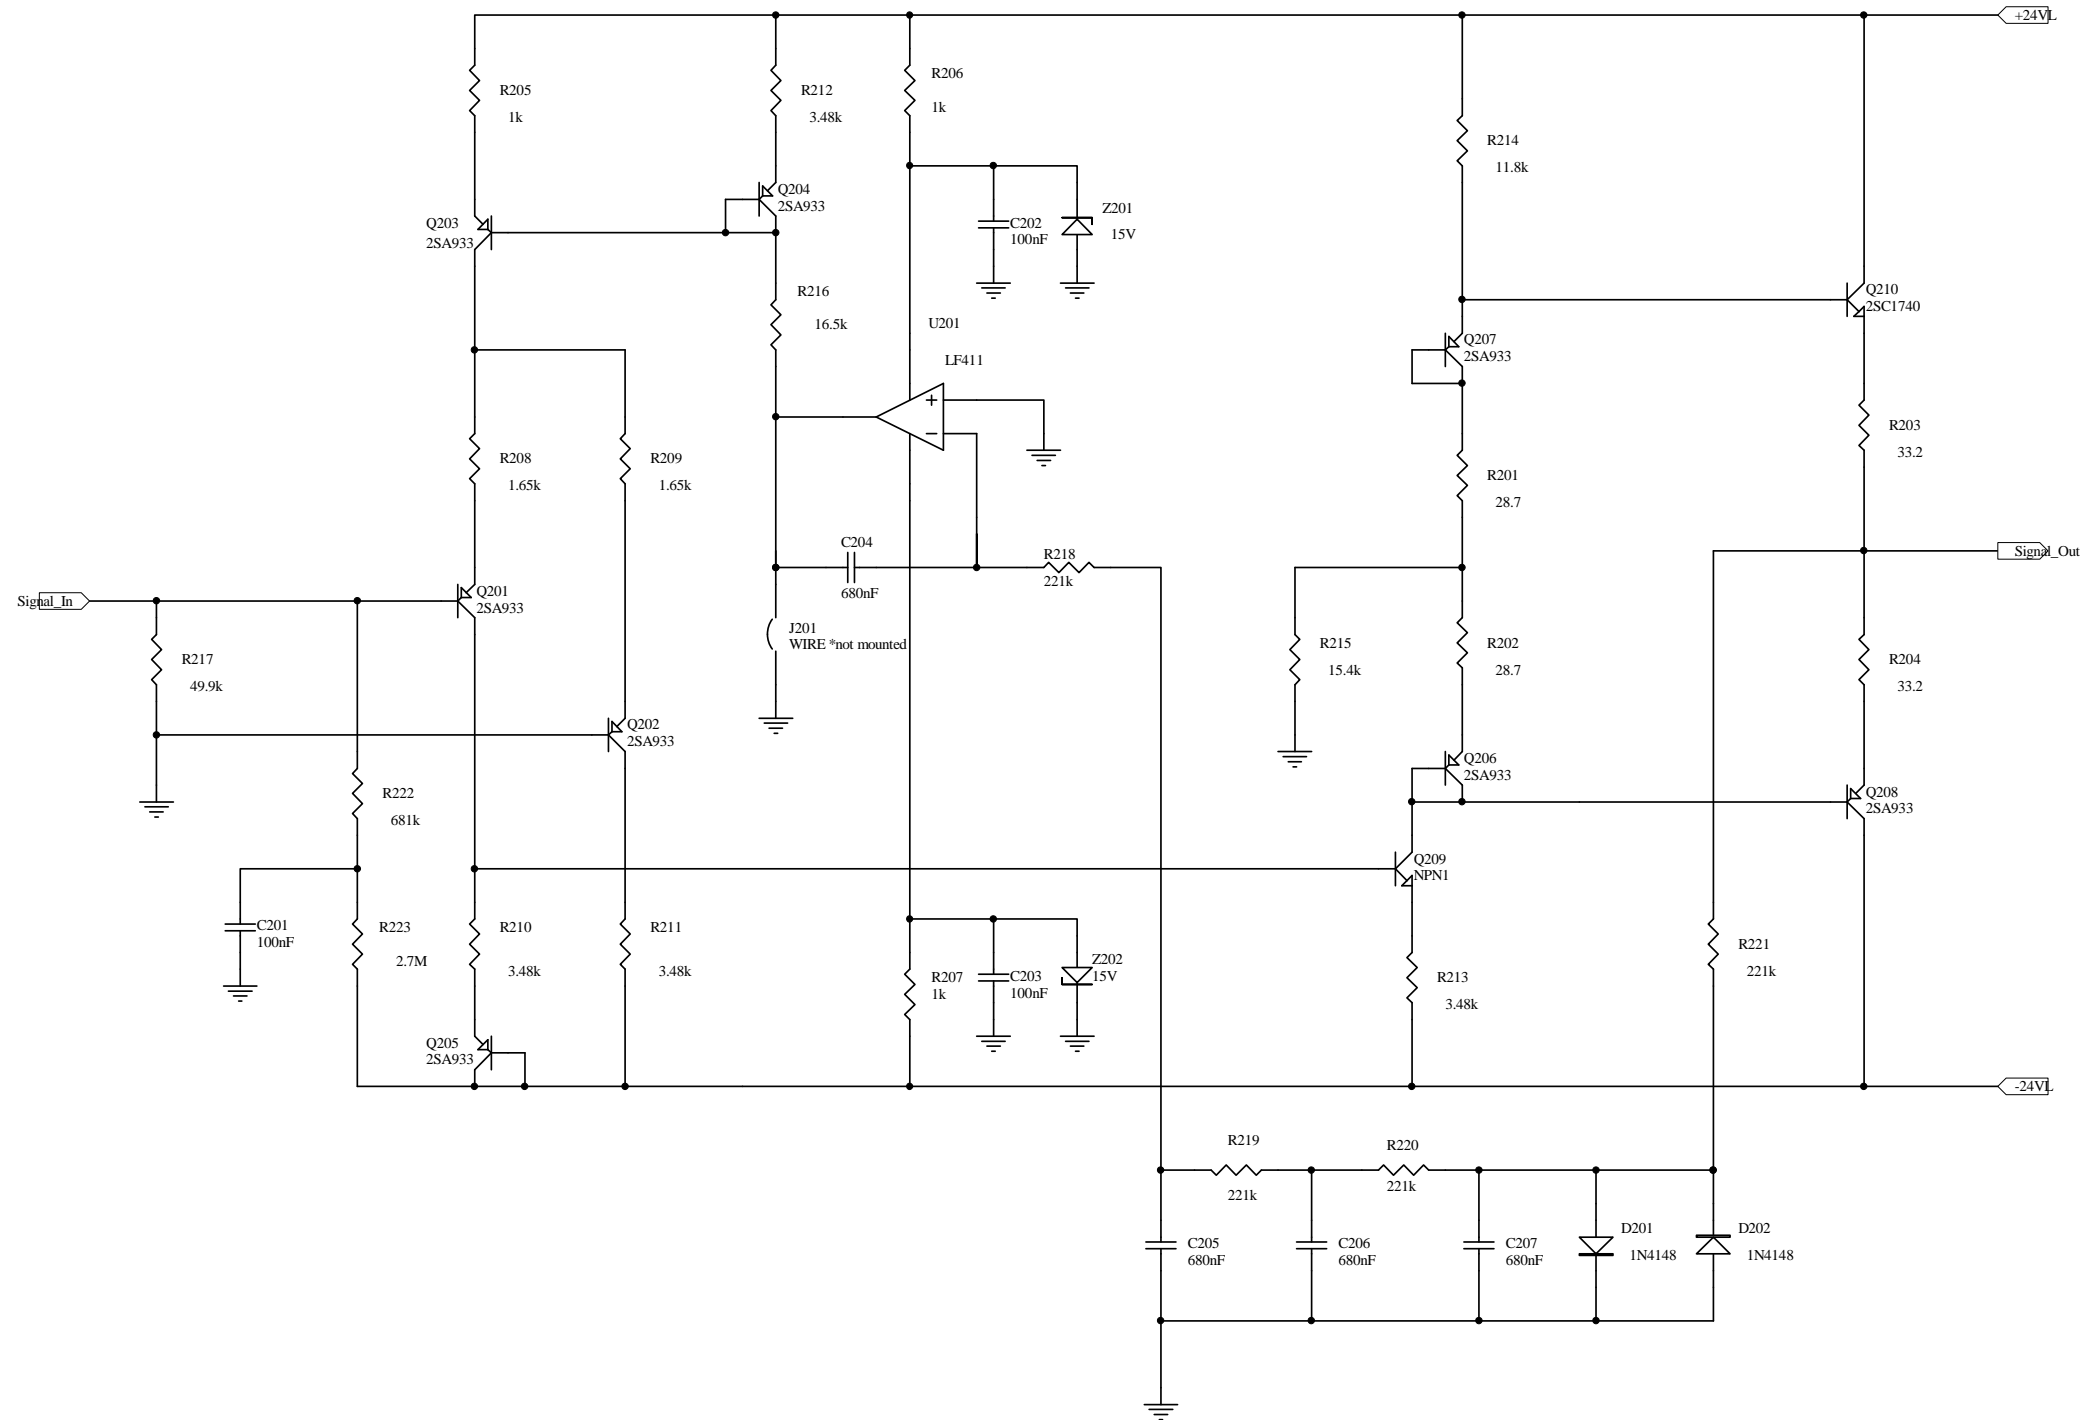 +24VL
R205
1k
R212
3.48k
R206
1k
R214
11.8k
Q204
2SA933
Q203
2SA933
C202
100nF
Z201
15V
R216
16.5k
U201
LF411
Q207
2SA933
Q210
2SC1740
R208
1.65k
R209
1.65k
+
−
R201
28.7
R203
33.2
C204
680nF
R218
221k
Signal_Out
Signal_In
Q201
2SA933
J201
WIRE *not mounted
R217
49.9k
R215
15.4k
R202
28.7
R204
33.2
Q202
2SA933
Q206
2SA933
R222
681k
Q208
2SA933
Q209
NPN1
C201
100nF
R223
2.7M
R210
3.48k
R211
3.48k
R207
1k
C203
100nF
Z202
15V
R213
3.48k
R221
221k
Q205
2SA933
-24VL
R219
221k
R220
221k
C205
680nF
C206
680nF
C207
680nF
D201
1N4148
D202
1N4148